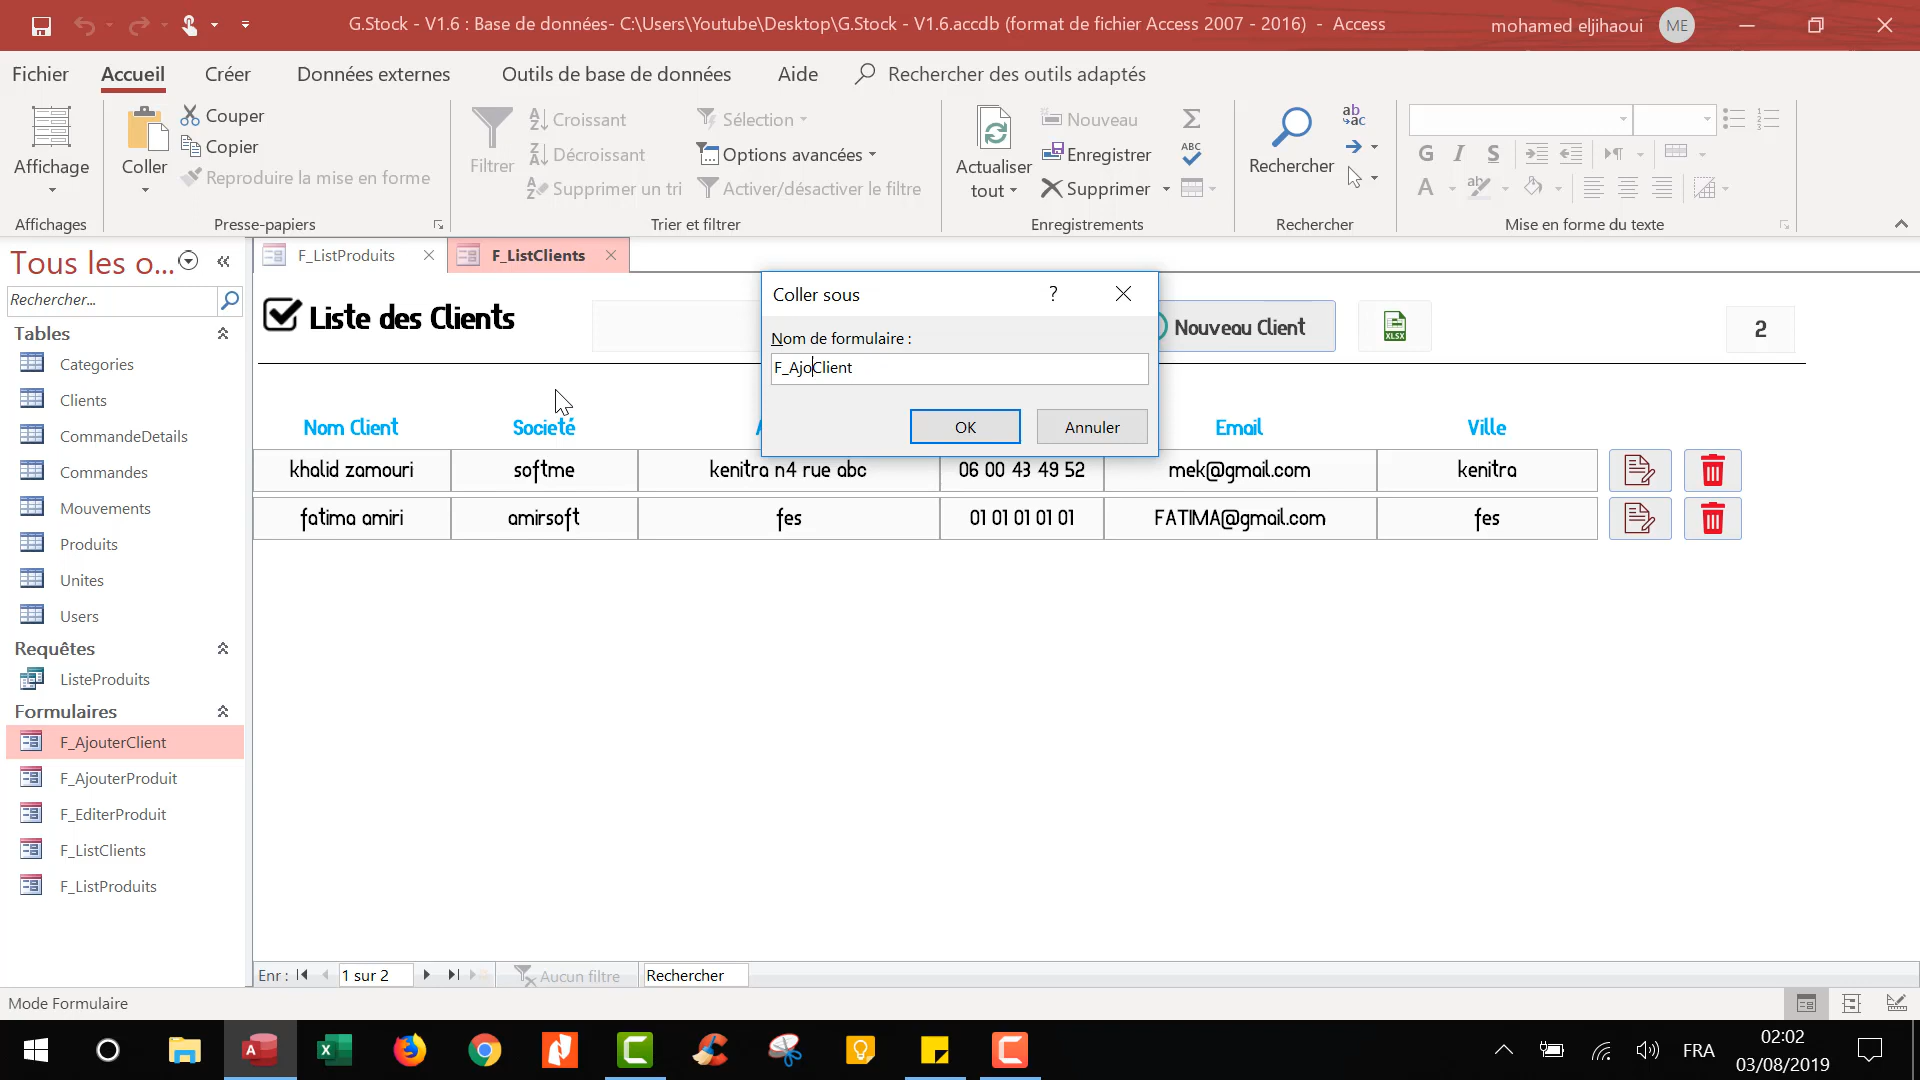 G.Stock - V1.6 : Base de données- C:\Users\Youtube\Desktop\G.Stock - V1.6.accdb (format de fichier Access 2007 - 2016) - Access
mohamed eljihaoui
ME
Fichier
Accueil
Créer
Données externes
Outils de base de données
Aide
Rechercher des outils adaptés
Affichage
Affichages
Coller
Couper
Copier
Reproduire la mise en forme
Presse-papiers
Filtrer
Croissant
Décroissant
Supprimer un tri
Sélection
Options avancées
Activer/désactiver le filtre
Trier et filtrer
Actualiser
tout
Nouveau
Enregistrer
Supprimer
Enregistrements
Rechercher
Rechercher
G I S
A
Mise en forme du texte
Tous les o...
Rechercher...
Tables
Categories
Clients
CommandeDetails
Commandes
Mouvements
Produits
Unites
Users
Requêtes
ListeProduits
Formulaires
F_AjouterClient
F_AjouterProduit
F_EditerProduit
F_ListClients
F_ListProduits
F_ListProduits
F_ListClients
Liste des Clients
Nouveau Client
XLSX
2
Coller sous
?
Nom de formulaire :
F_AjoClient
OK
Annuler
Nom Client Societé Email Ville
khalid zamouri softme kenitra n4 rue abc 06 00 43 49 52 mek@gmail.com kenitra
fatima amiri amirsoft fes 01 01 01 01 01 FATIMA@gmail.com fes
Enr : 1 sur 2 Aucun filtre Rechercher
Mode Formulaire
FRA
02:02
03/08/2019